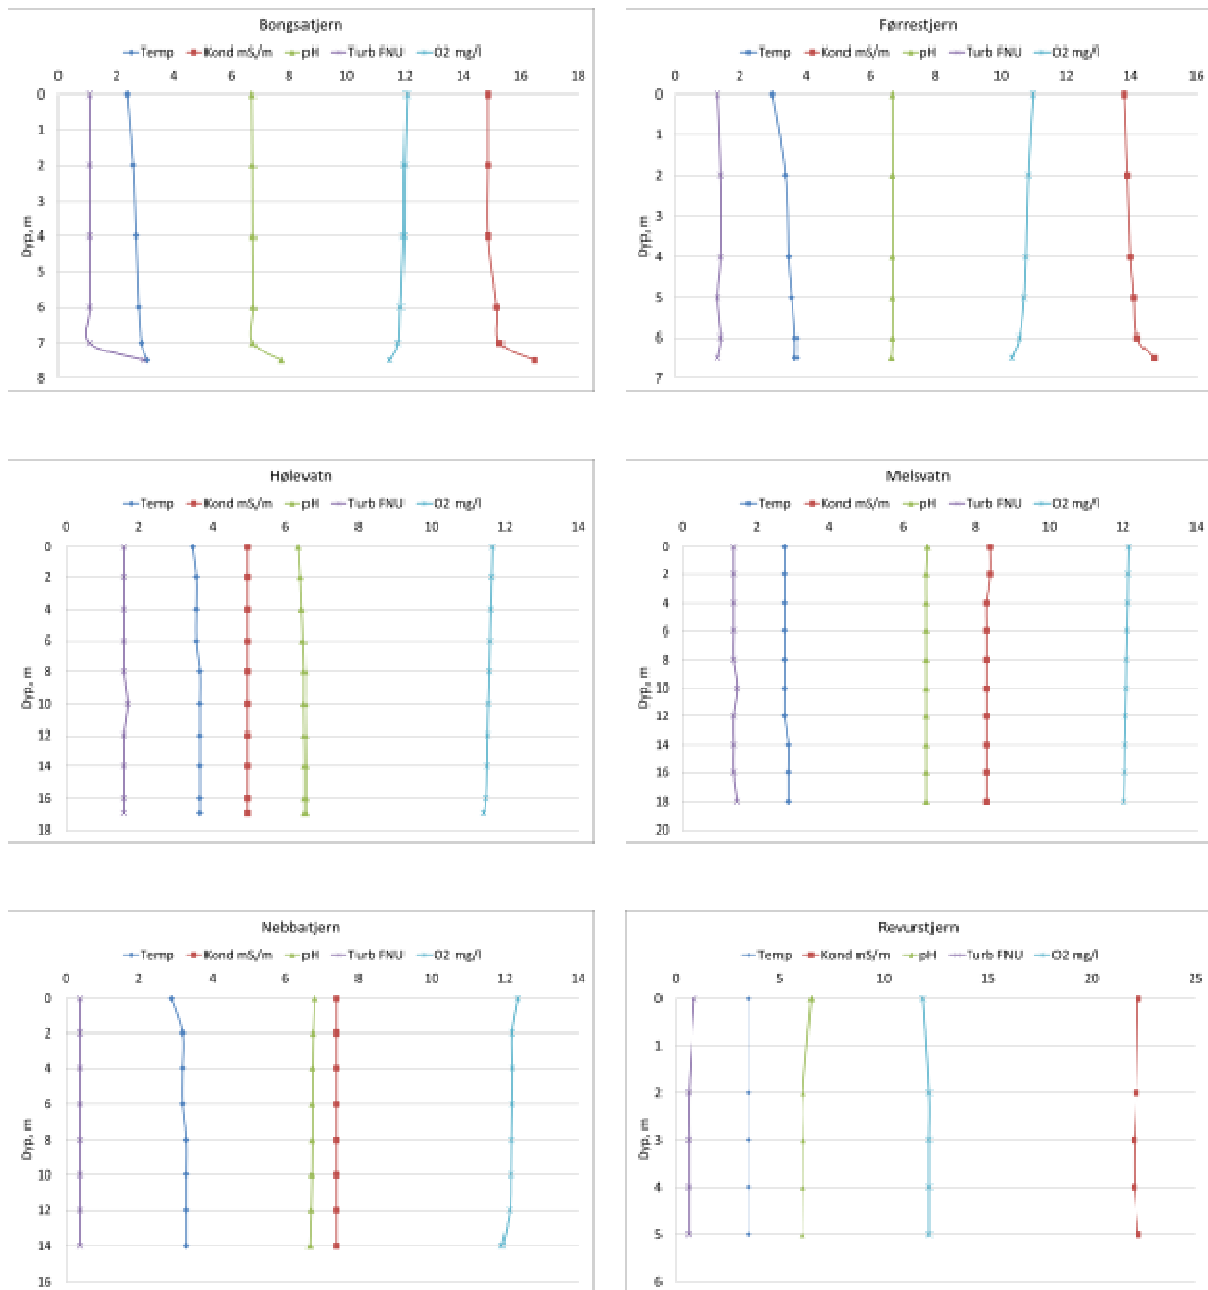 Bongsatjern
Temp Kond mS/m pH Turb FNU O2 mg/l
0 2 4 6 8 10 12 14 16 18
0
1
2
3
4
5
6
7
8
Dyp, m
Førrestjern
Temp Kond mS/m pH Turb FNU O2 mg/l
0 2 4 6 8 10 12 14 16
0
1
2
3
4
5
6
7
Dyp, m
Hølevatn
Temp Kond mS/m pH Turb FNU O2 mg/l
0 2 4 6 8 10 12 14
0
2
4
6
8
10
12
14
16
18
Dyp, m
Melsvatn
Temp Kond mS/m pH Turb FNU O2 mg/l
0 2 4 6 8 10 12 14
0
2
4
6
8
10
12
14
16
18
20
Dyp, m
Nebbatjern
Temp Kond mS/m pH Turb FNU O2 mg/l
0 2 4 6 8 10 12 14
0
2
4
6
8
10
12
14
16
Dyp, m
Revurstjern
Temp Kond mS/m pH Turb FNU O2 mg/l
0 5 10 15 20 25
0
1
2
3
4
5
6
Dyp, m